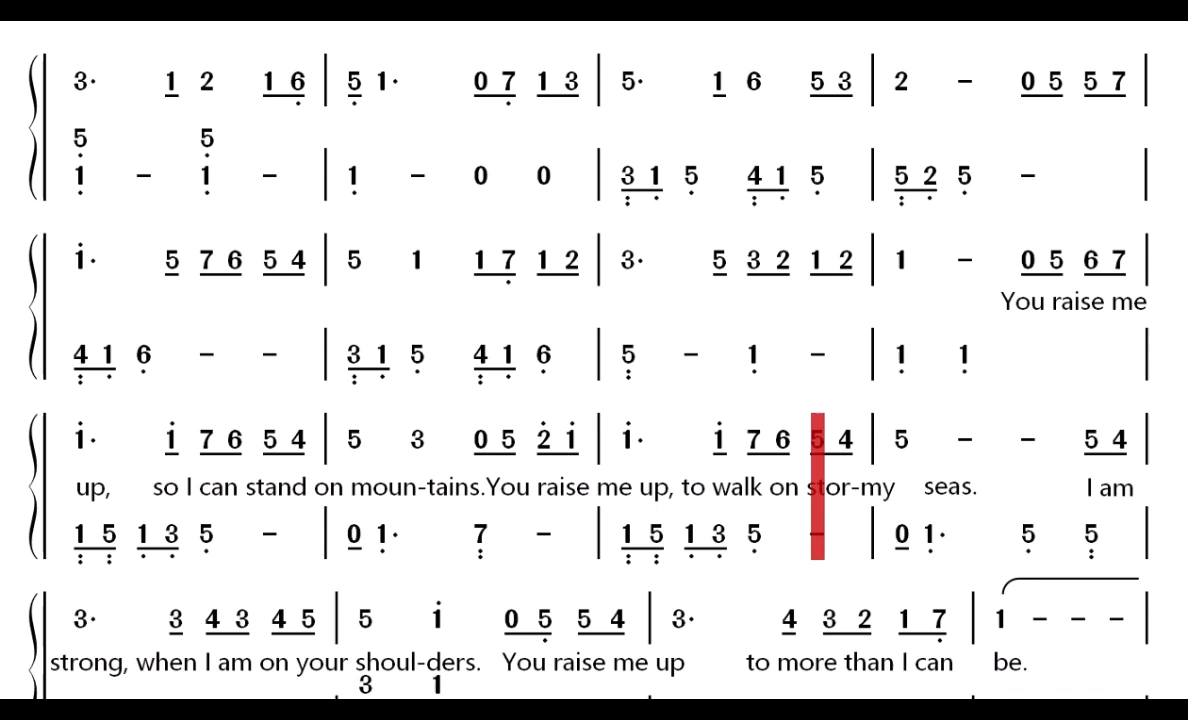 3· 1 2 1 6 | 5 1· 0 7 1 3 | 5· 1 6 5 3 | 2 – 0 5 5 7 |
5 5
1 – 1 – | 1 – 0 0 | 3 1 5 4 1 5 | 5 2 5 – |
i· 5 7 6 5 4 | 5 1 1 7 1 2 | 3· 5 3 2 1 2 | 1 – 0 5 6 7 |
You raise me
4 1 6 – – | 3 1 5 4 1 6 | 5 – 1 – | 1 1 |
i· i 7 6 5 4 | 5 3 0 5 2 i | i· i 7 6 5 4 | 5 – – 5 4 |
up, so I can stand on moun-tains.You raise me up, to walk on stor-my seas. I am
1 5 1 3 5 – | 0 1· 7 – | 1 5 1 3 5 – | 0 1· 5 5 |
3· 3 4 3 4 5 | 5 i 0 5 5 4 | 3· 4 3 2 1 7 | 1 – – – |
strong, when I am on your shoul-ders. You raise me up to more than I can be.
3 1